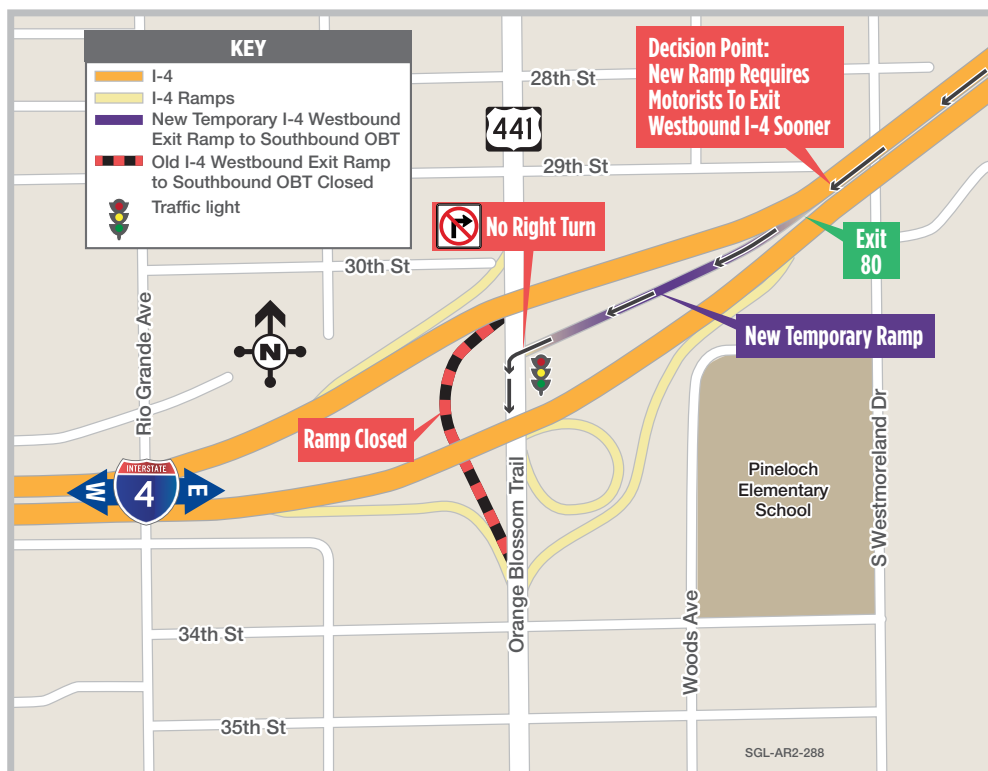 KEY
I-4
I-4 Ramps
New Temporary I-4 Westbound
Exit Ramp to Southbound OBT
Old I-4 Westbound Exit Ramp
to Southbound OBT Closed
Traffic light
Decision Point:
New Ramp Requires
Motorists To Exit
Westbound I-4 Sooner
28th St
441
29th St
No Right Turn
Exit
80
30th St
Rio Grande Ave
N
New Temporary Ramp
Ramp Closed
W
INTERSTATE
4
E
Pineloch
Elementary
School
S Westmoreland Dr
Orange Blossom Trail
Woods Ave
34th St
35th St
SGL-AR2-288